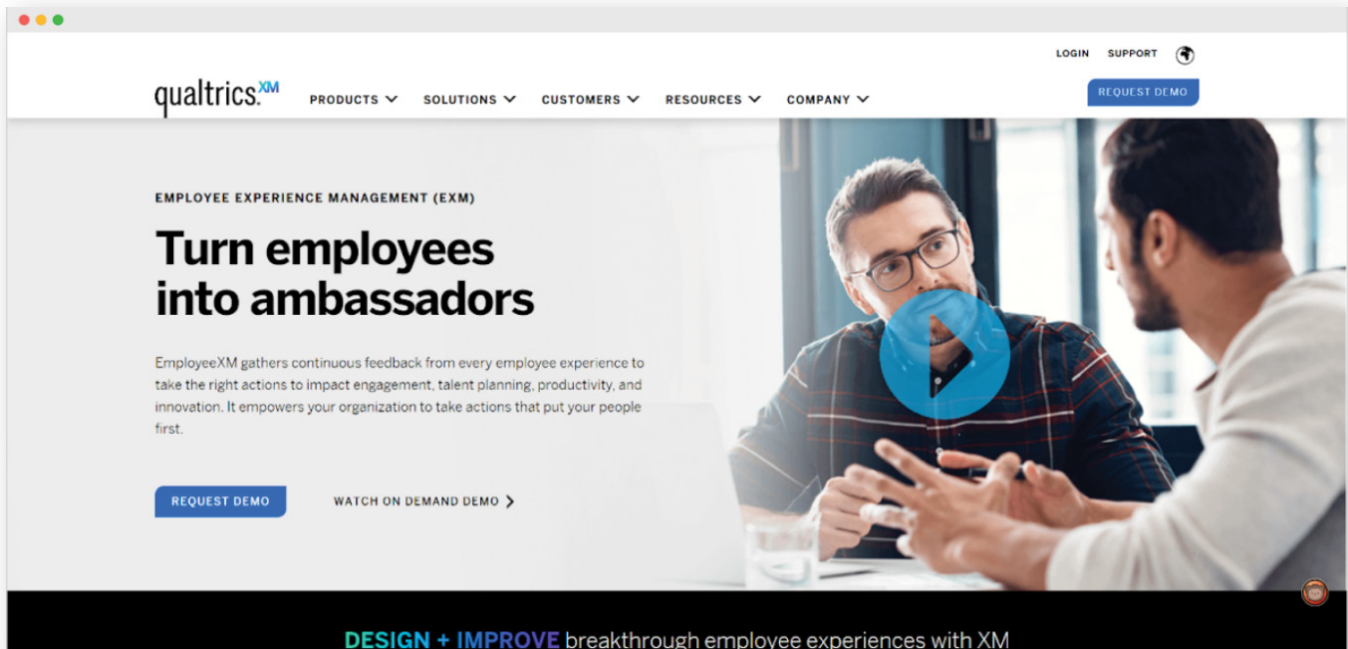 LOGIN SUPPORT
qualtrics.XM PRODUCTS SOLUTIONS CUSTOMERS RESOURCES COMPANY REQUEST DEMO
EMPLOYEE EXPERIENCE MANAGEMENT (EXM)
Turn employees
into ambassadors
EmployeeXM gathers continuous feedback from every employee experience to
take the right actions to impact engagement, talent planning, productivity, and
innovation. It empowers your organization to take actions that put your people
first.
REQUEST DEMO WATCH ON DEMAND DEMO
DESIGN + IMPROVE breakthrough employee experiences with XM